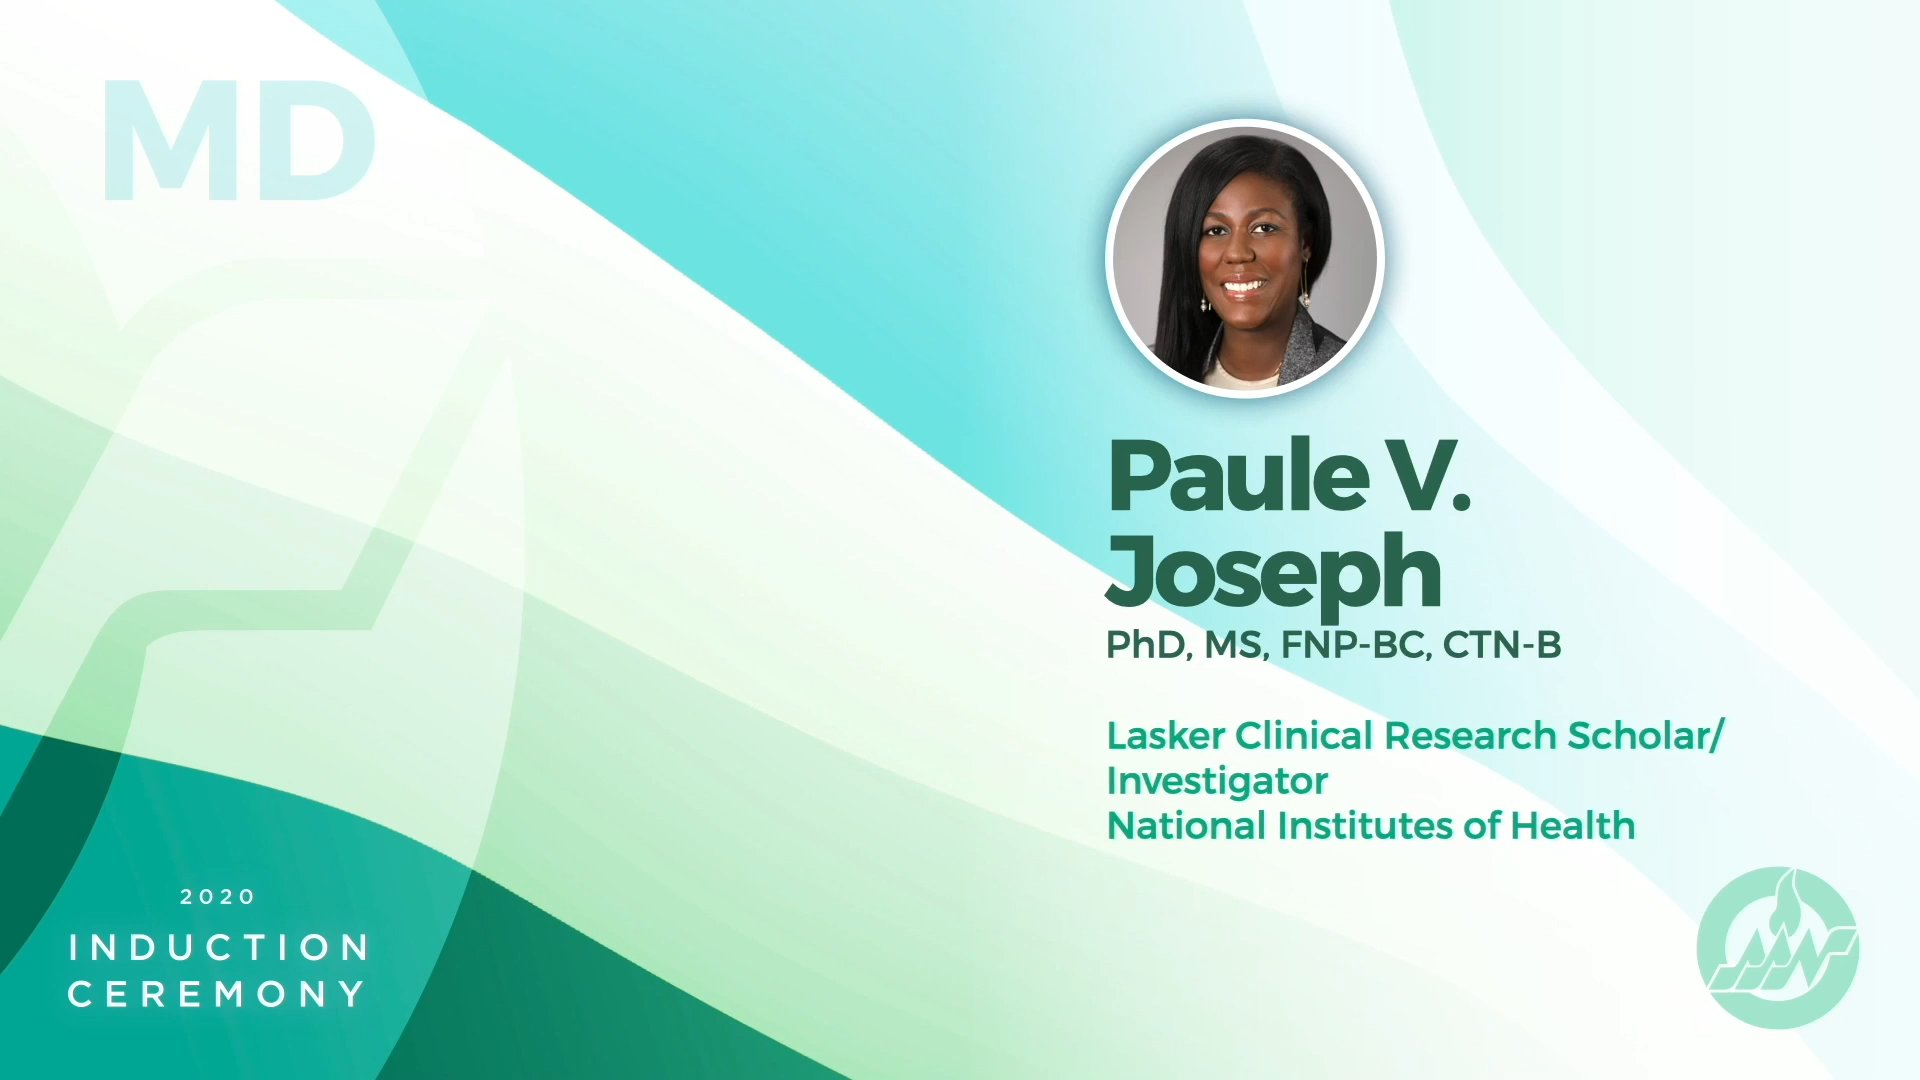 MD
Paule V.
Joseph
PhD, MS, FNP-BC, CTN-B
Lasker Clinical Research Scholar/
Investigator
National Institutes of Health
2020
INDUCTION
CEREMONY